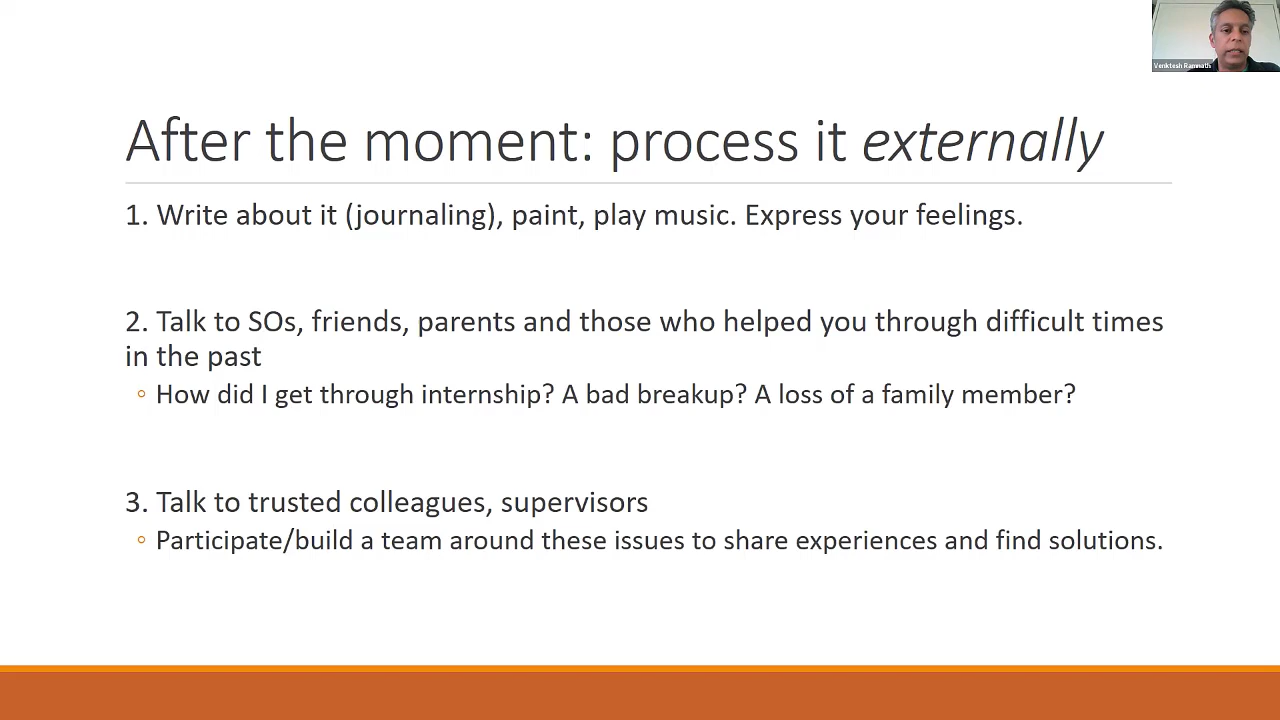 Venktesh Ramnath
After the moment: process it externally
1. Write about it (journaling), paint, play music. Express your feelings.
2. Talk to SOs, friends, parents and those who helped you through difficult times
in the past
◦ How did I get through internship? A bad breakup? A loss of a family member?
3. Talk to trusted colleagues, supervisors
◦ Participate/build a team around these issues to share experiences and find solutions.